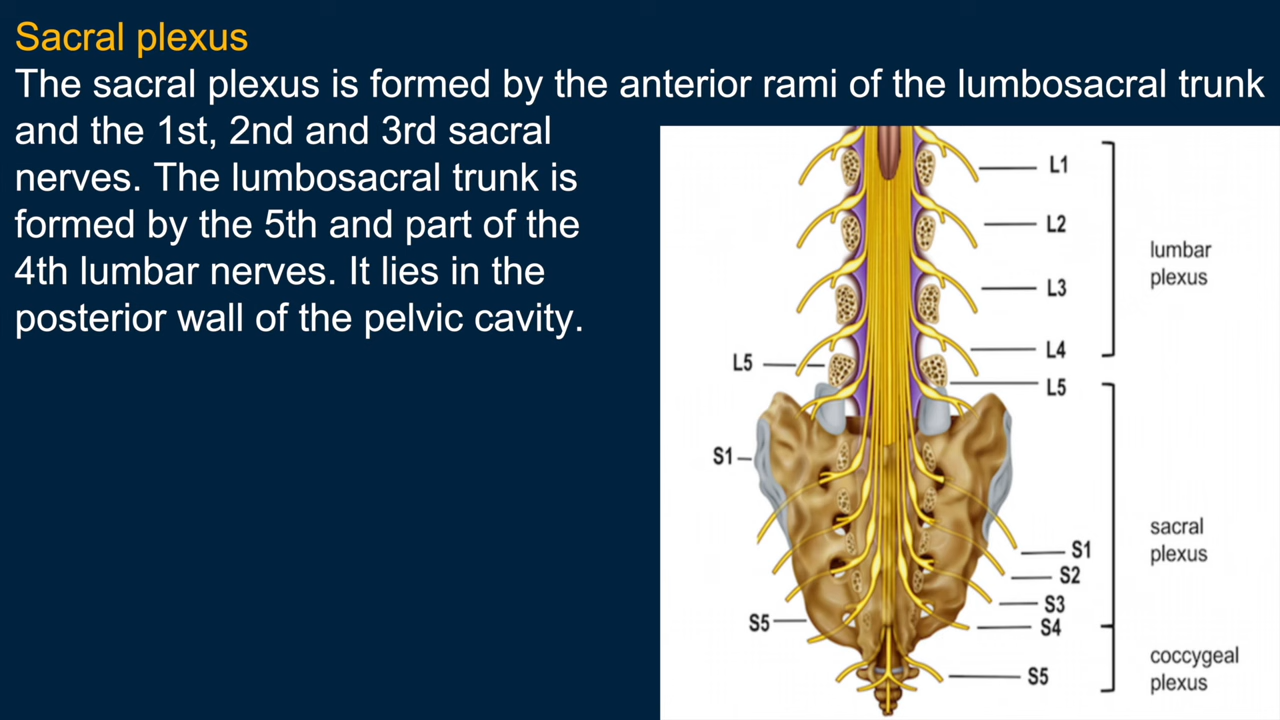 Sacral plexus
The sacral plexus is formed by the anterior rami of the lumbosacral trunk
and the 1st, 2nd and 3rd sacral
nerves. The lumbosacral trunk is
formed by the 5th and part of the
4th lumbar nerves. It lies in the
posterior wall of the pelvic cavity.
L1
L2
lumbar
plexus
L3
L4
L5
L5
S1
sacral
plexus
S1
S2
S3
S5
S4
coccygeal
plexus
S5